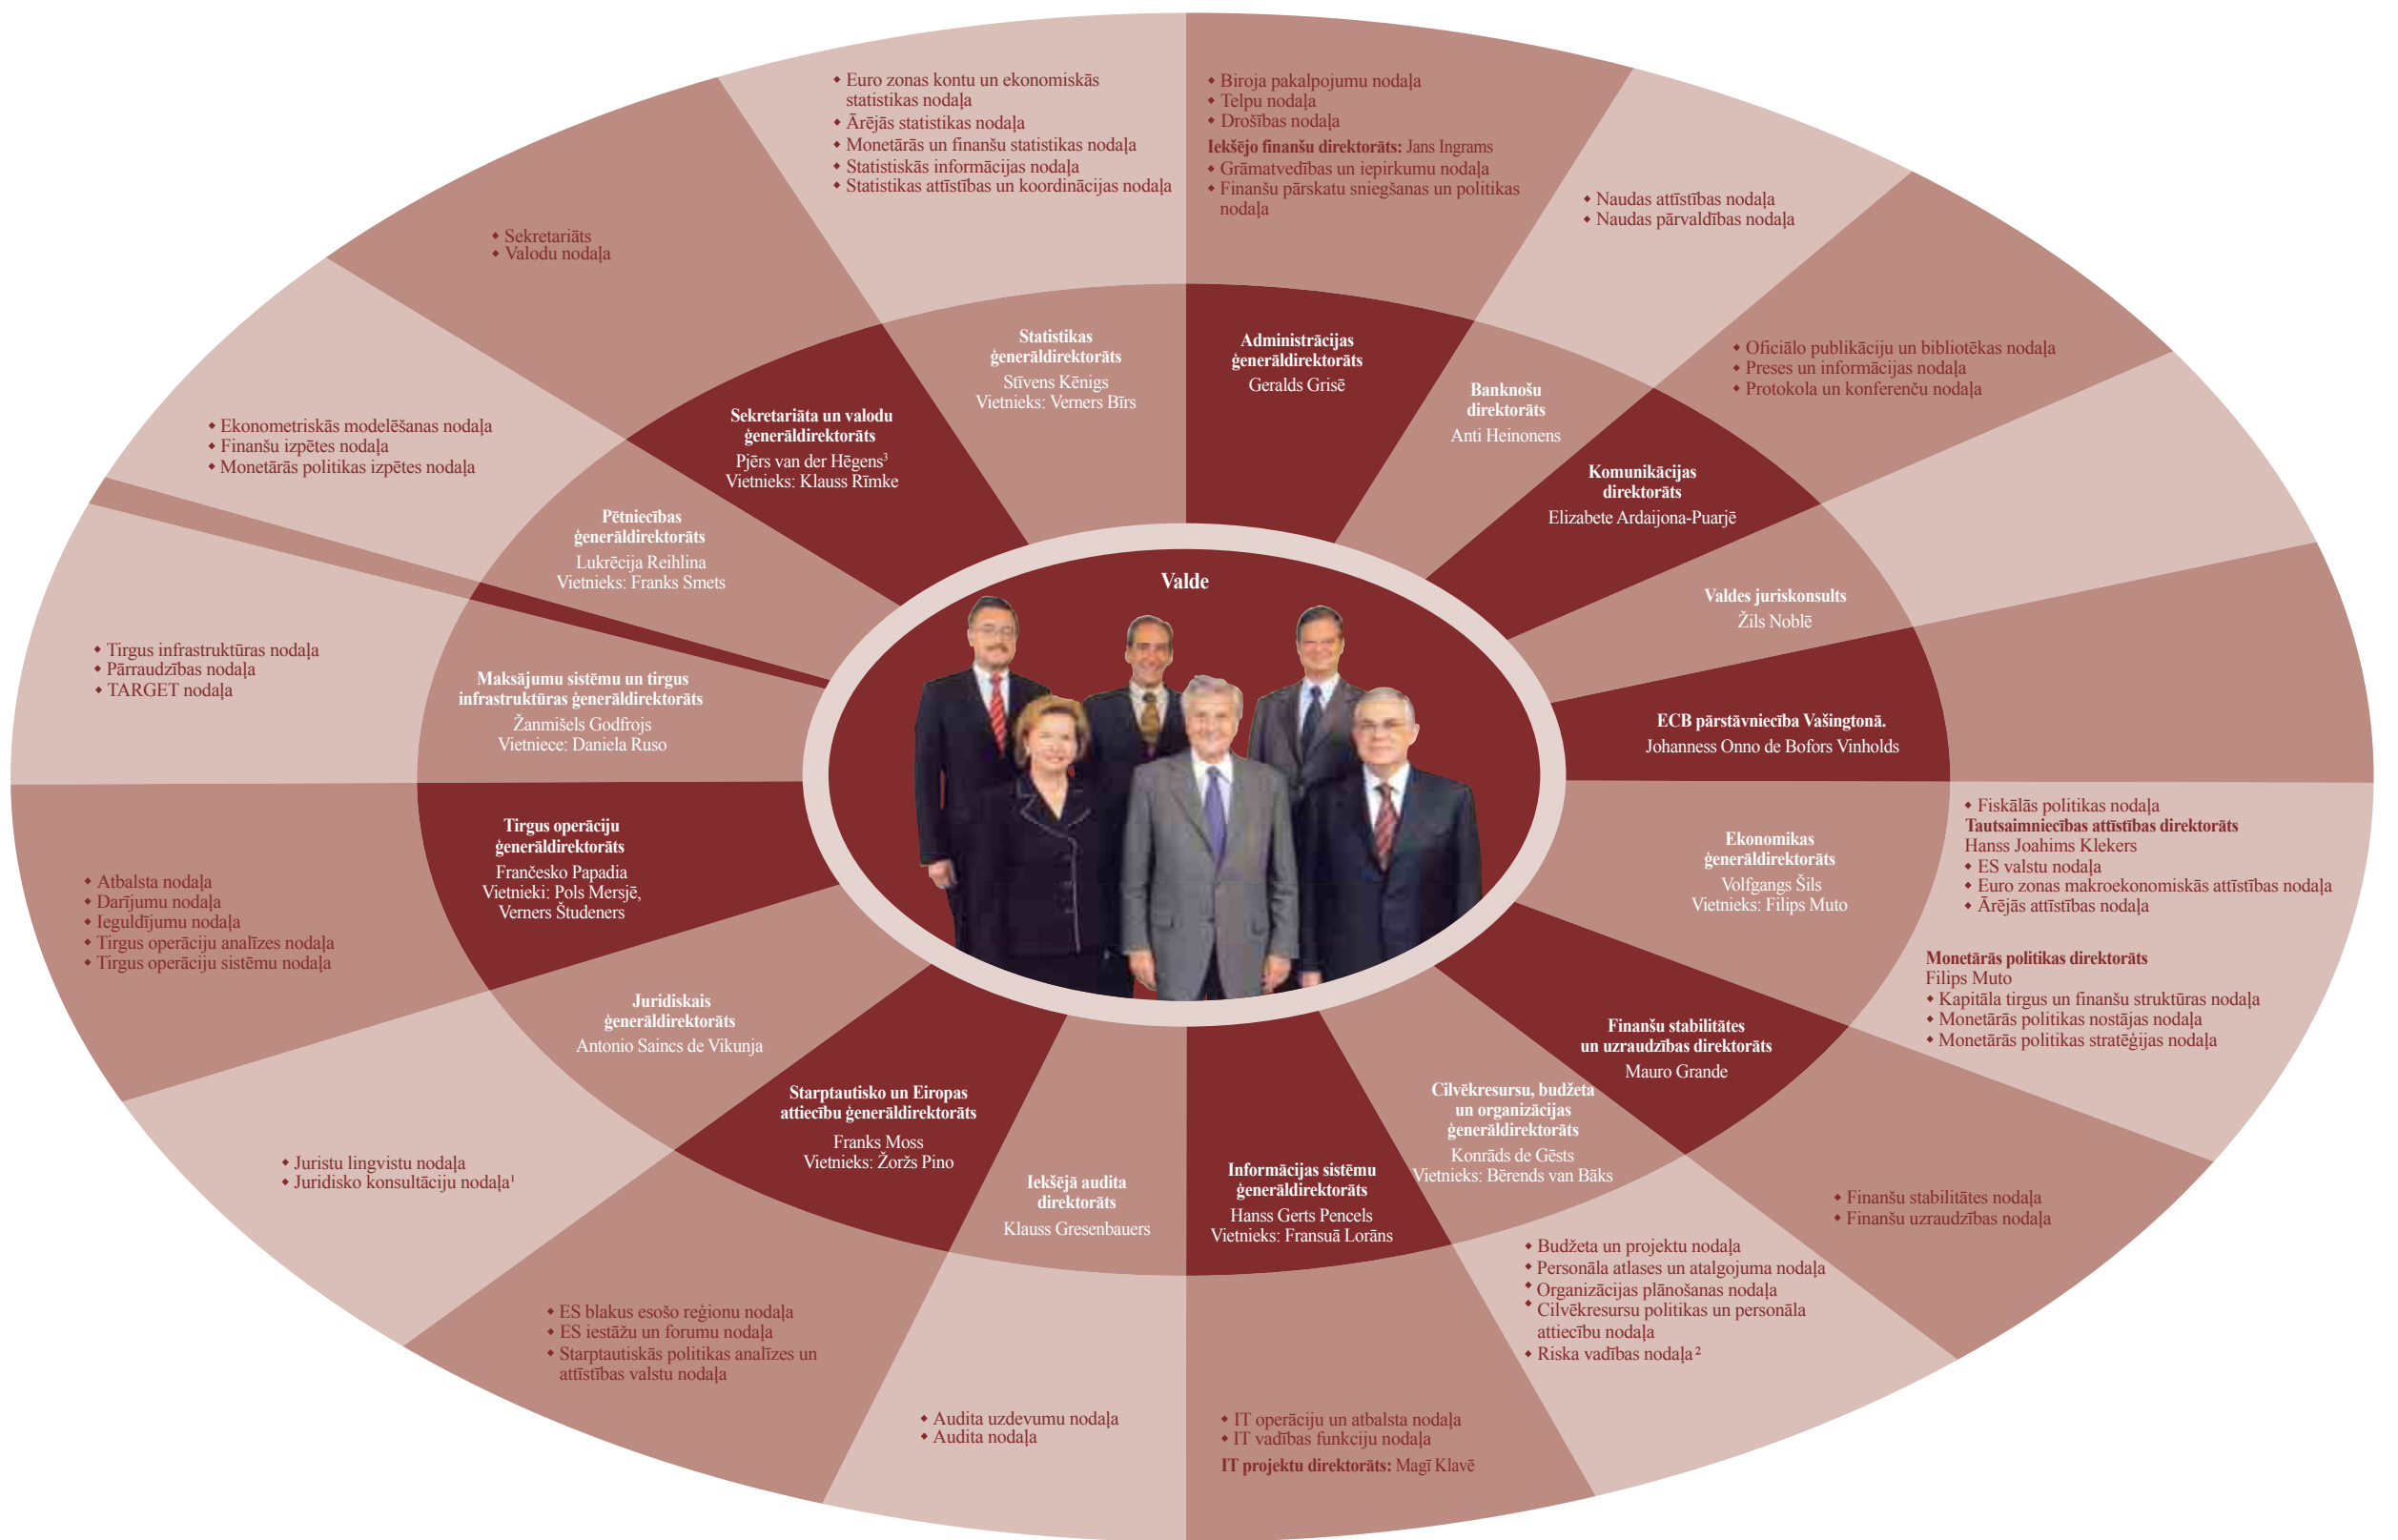 Valde
Administrācijas
ģenerāldirektorāts
Geralds Grisē
◆ Biroja pakalpojumu nodaļa
◆ Telpu nodaļa
◆ Drošības nodaļa
Iekšējo finanšu direktorāts: Jans Ingrams
◆ Grāmatvedības un iepirkumu nodaļa
◆ Finanšu pārskatu sniegšanas un politikas
nodaļa
Banknošu
direktorāts
Anti Heinonens
◆ Naudas attīstības nodaļa
◆ Naudas pārvaldības nodaļa
Komunikācijas
direktorāts
Elizabete Ardaijona-Puarjē
◆ Oficiālo publikāciju un bibliotēkas nodaļa
◆ Preses un informācijas nodaļa
◆ Protokola un konferenču nodaļa
Valdes juriskonsults
Žils Noblē
ECB pārstāvniecība Vašingtonā.
Johanness Onno de Bofors Vinholds
Ekonomikas
ģenerāldirektorāts
Volfgangs Šils
Vietnieks: Filips Muto
◆ Fiskālās politikas nodaļa
Tautsaimniecības attīstības direktorāts
Hanss Joahims Klekers
◆ ES valstu nodaļa
◆ Euro zonas makroekonomiskās attīstības nodaļa
◆ Ārējās attīstības nodaļa
Monetārās politikas direktorāts
Filips Muto
◆ Kapitāla tirgus un finanšu struktūras nodaļa
◆ Monetārās politikas nostājas nodaļa
◆ Monetārās politikas stratēģijas nodaļa
Finanšu stabilitātes
un uzraudzības direktorāts
Mauro Grande
◆ Finanšu stabilitātes nodaļa
◆ Finanšu uzraudzības nodaļa
Cilvēkresursu, budžeta
un organizācijas
ģenerāldirektorāts
Konrāds de Gēsts
Vietnieks: Bērends van Bāks
◆ Budžeta un projektu nodaļa
◆ Personāla atlases un atalgojuma nodaļa
◆ Organizācijas plānošanas nodaļa
◆ Cilvēkresursu politikas un personāla
attiecību nodaļa
◆ Riska vadības nodaļa²
Informācijas sistēmu
ģenerāldirektorāts
Hanss Gerts Pencels
Vietnieks: Fransuā Lorāns
◆ IT operāciju un atbalsta nodaļa
◆ IT vadības funkciju nodaļa
IT projektu direktorāts: Magī Klavē
Iekšējā audita
direktorāts
Klauss Gresenbauers
◆ Audita uzdevumu nodaļa
◆ Audita nodaļa
Starptautisko un Eiropas
attiecību ģenerāldirektorāts
Franks Moss
Vietnieks: Žoržs Pino
◆ ES blakus esošo reģionu nodaļa
◆ ES iestāžu un forumu nodaļa
◆ Starptautiskās politikas analīzes un
attīstības valstu nodaļa
Juridiskais
ģenerāldirektorāts
Antonio Saincs de Vikunja
◆ Juristu lingvistu nodaļa
◆ Juridisko konsultāciju nodaļa¹
Tirgus operāciju
ģenerāldirektorāts
Frančesko Papadia
Vietnieki: Pols Mersjē,
Verners Študeners
◆ Atbalsta nodaļa
◆ Darījumu nodaļa
◆ Ieguldījumu nodaļa
◆ Tirgus operāciju analīzes nodaļa
◆ Tirgus operāciju sistēmu nodaļa
Maksājumu sistēmu un tirgus
infrastruktūras ģenerāldirektorāts
Žanmišels Godfrojs
Vietniece: Daniela Ruso
◆ Tirgus infrastruktūras nodaļa
◆ Pārraudzības nodaļa
◆ TARGET nodaļa
Pētniecības
ģenerāldirektorāts
Lukrēcija Reihlina
Vietnieks: Franks Smets
◆ Ekonometriskās modelēšanas nodaļa
◆ Finanšu izpētes nodaļa
◆ Monetārās politikas izpētes nodaļa
Sekretariāta un valodu
ģenerāldirektorāts
Pjērs van der Hēgens³
Vietnieks: Klauss Rīmke
◆ Sekretariāts
◆ Valodu nodaļa
Statistikas
ģenerāldirektorāts
Stīvens Kēnigs
Vietnieks: Verners Bīrs
◆ Euro zonas kontu un ekonomiskās
statistikas nodaļa
◆ Ārējās statistikas nodaļa
◆ Monetārās un finanšu statistikas nodaļa
◆ Statistiskās informācijas nodaļa
◆ Statistikas attīstības un koordinācijas nodaļa